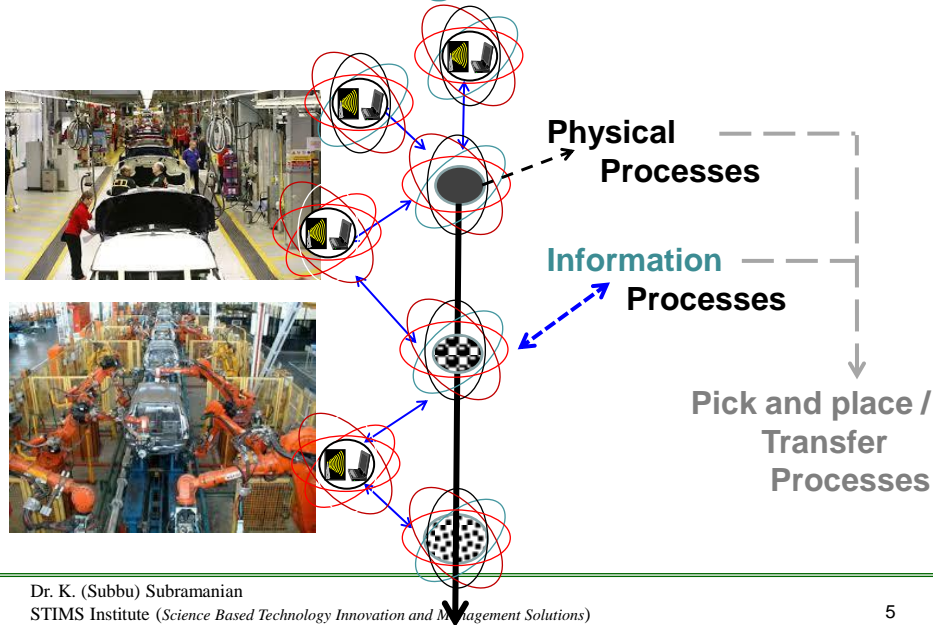 Physical
Processes
Information
Processes
Pick and place /
Transfer
Processes
Dr. K. (Subbu) Subramanian
STIMS Institute (Science Based Technology Innovation and Management Solutions)
5